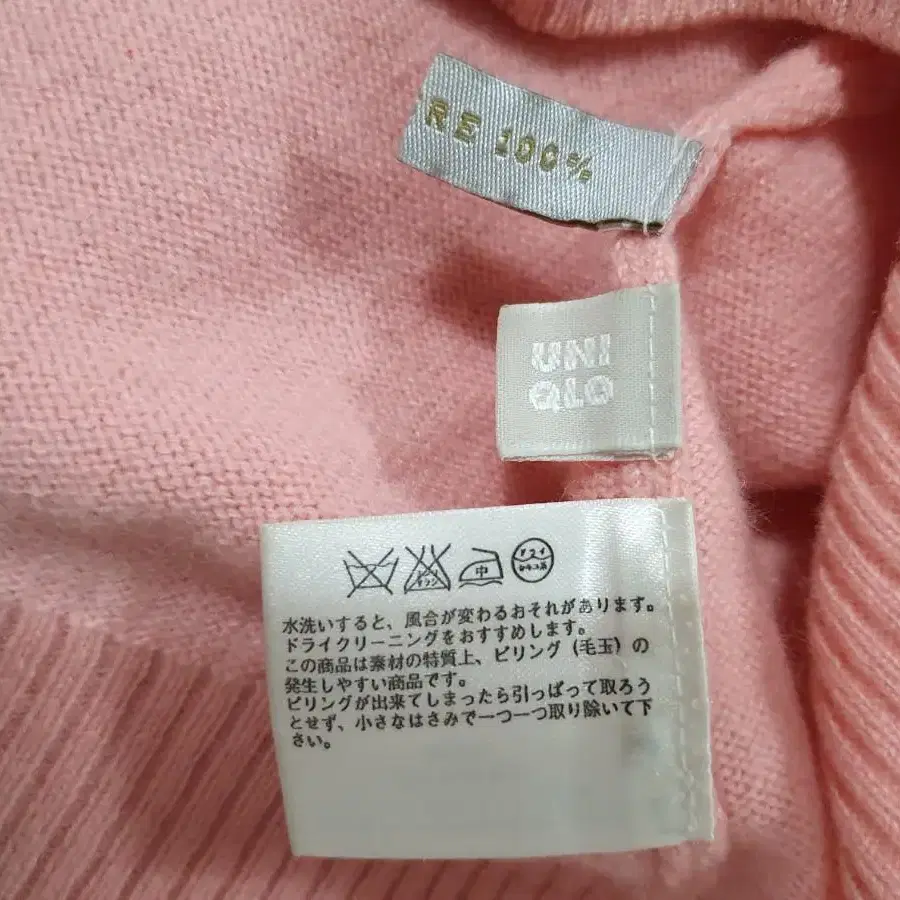 RE 100%
UNI
QLO
中
ドライ
水洗いすると、風合が変わるおそれがあります。
ドライクリーニングをおすすめします。
この商品は素材の特質上、ピリング(毛玉)の
発生しやすい商品です。
ピリングが出来てしまったら引っぱって取ろう
とせず、小さなはさみで一つ一つ取り除いて下
さい。